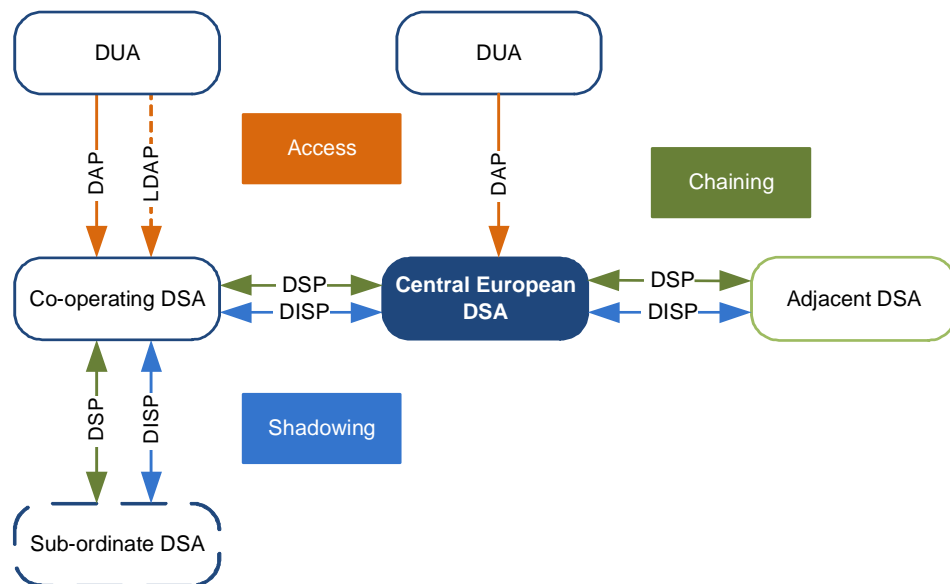 DUA
DUA
DAP
LDAP
Access
DAP
Chaining
Co-operating DSA
DSP
DISP
Central European
DSA
DSP
DISP
Adjacent DSA
DSP
DISP
Shadowing
Sub-ordinate DSA